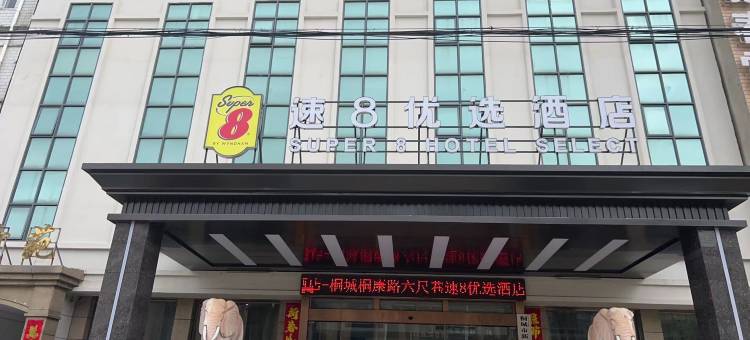 Super
8
BY WYNDHAM
速8优选酒店
SUPER 8 HOTEL SELECT
店-桐城桐康路六尺巷速8优选酒店